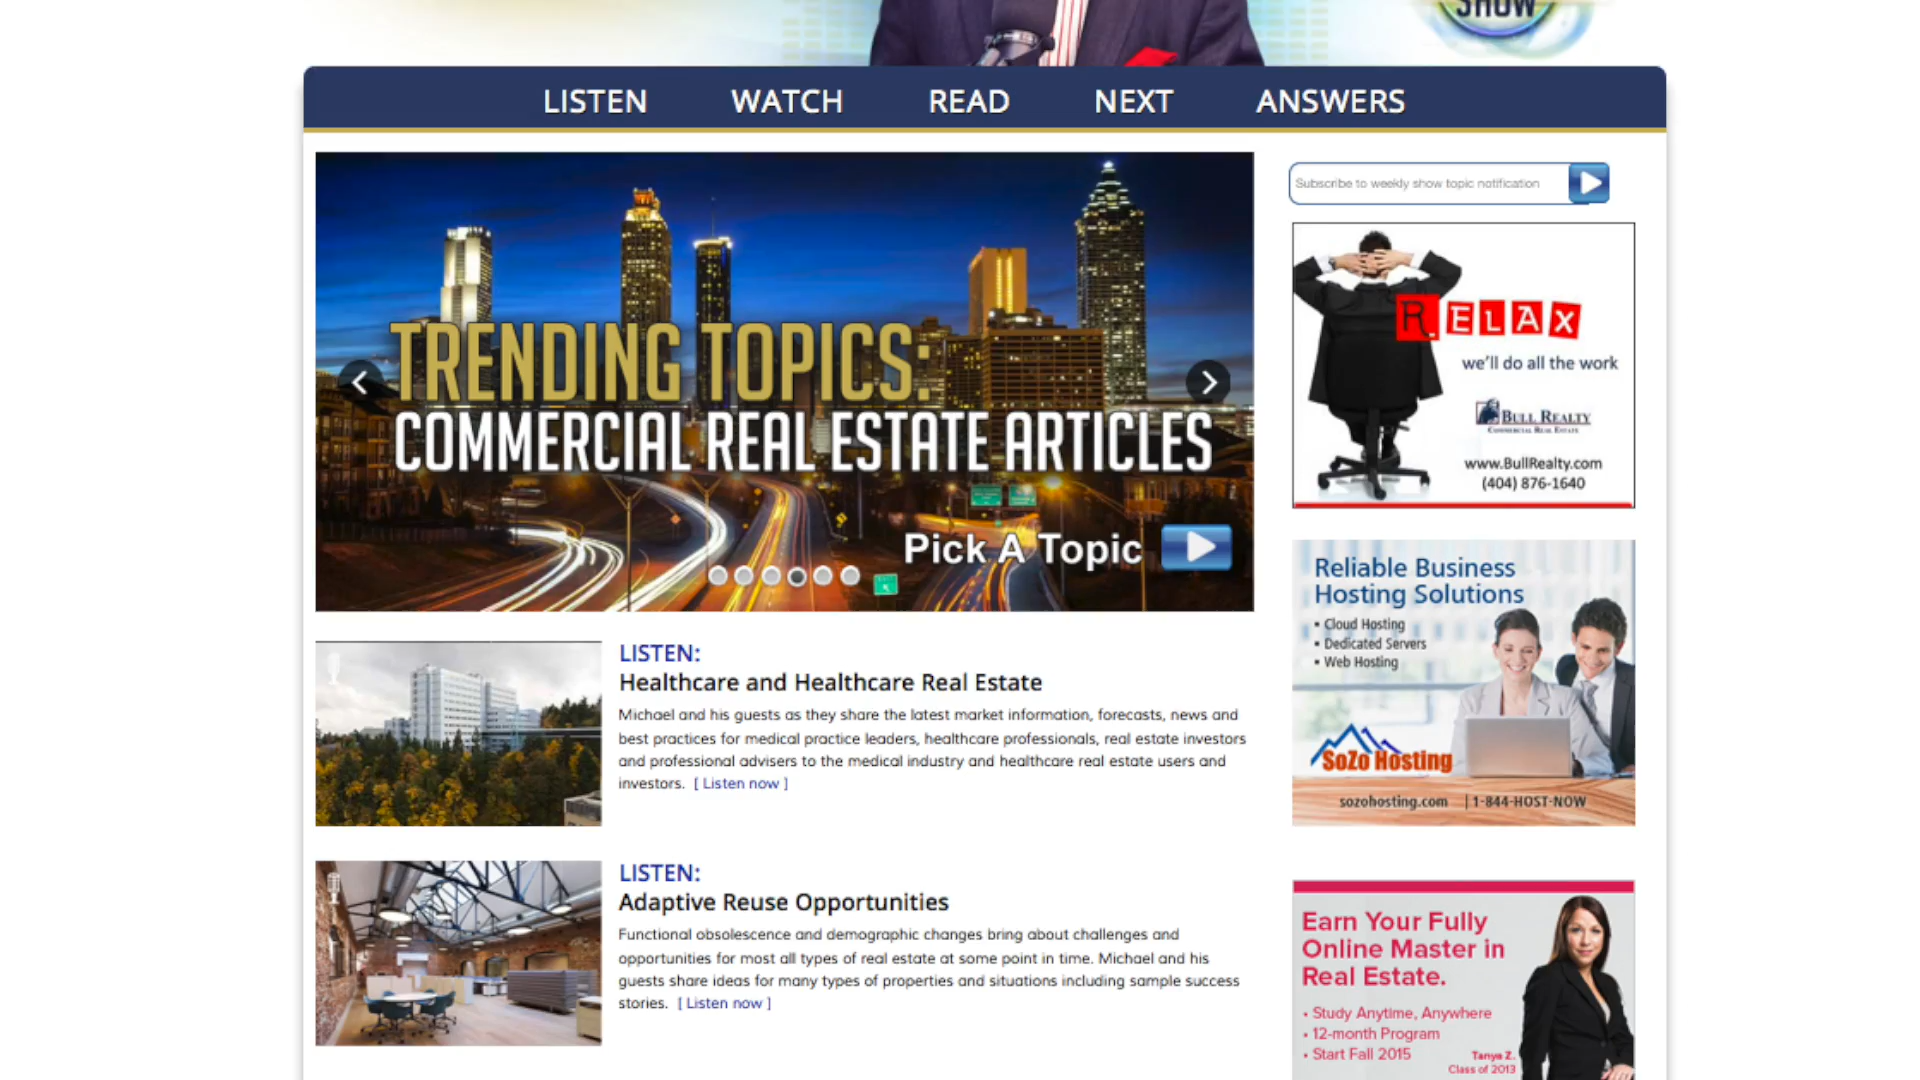 SHOW
LISTEN WATCH READ NEXT ANSWERS
TRENDING TOPICS:
COMMERCIAL REAL ESTATE ARTICLES
Pick A Topic
Subscribe to weekly show topic notification
RELAX
we'll do all the work
BULL REALTY
COMMERCIAL REAL ESTATE
www.BullRealty.com
(404) 876-1640
Reliable Business
Hosting Solutions
▪ Cloud Hosting
▪ Dedicated Servers
▪ Web Hosting
SoZo Hosting
sozohosting.com | 1-844-HOST-NOW
LISTEN:
Healthcare and Healthcare Real Estate
Michael and his guests as they share the latest market information, forecasts, news and
best practices for medical practice leaders, healthcare professionals, real estate investors
and professional advisers to the medical industry and healthcare real estate users and
investors. [ Listen now ]
LISTEN:
Adaptive Reuse Opportunities
Functional obsolescence and demographic changes bring about challenges and
opportunities for most all types of real estate at some point in time. Michael and his
guests share ideas for many types of properties and situations including sample success
stories. [ Listen now ]
Earn Your Fully
Online Master in
Real Estate.
• Study Anytime, Anywhere
• 12-month Program
• Start Fall 2015
Tanya Z.
Class of 2013